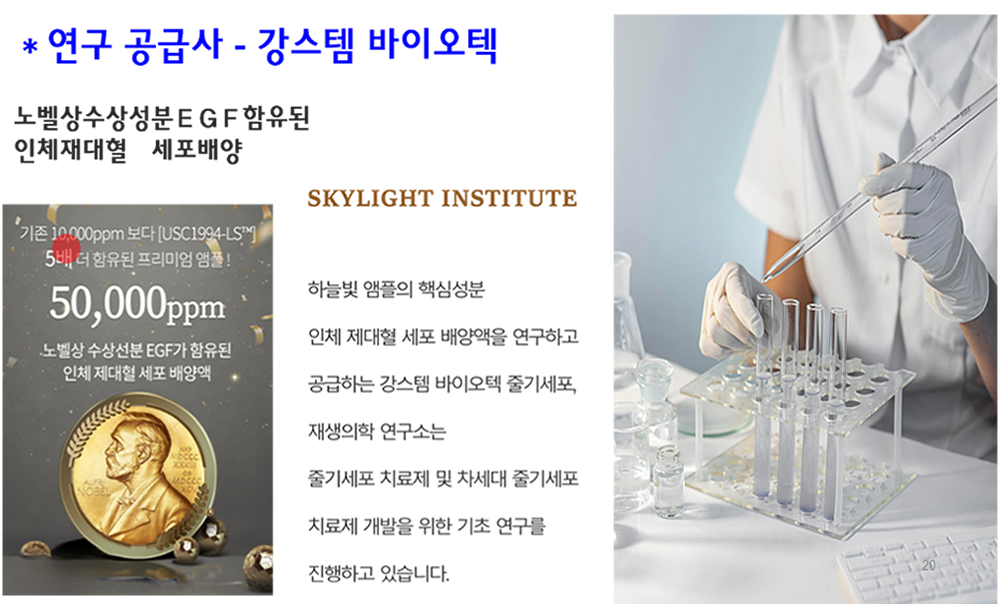 * 연구 공급사 - 강스템 바이오텍
노벨상수상성분ＥＧＦ함유된
인체재대혈 세포배양
기존 10,000ppm 보다 [USC1994-LS™]
5배 더 함유된 프리미엄 앰플 !
50,000ppm
노벨상 수상선분 EGF가 함유된
인체 제대혈 세포 배양액
NOBEL
SKYLIGHT INSTITUTE
하늘빛 앰플의 핵심성분
인체 제대혈 세포 배양액을 연구하고
공급하는 강스템 바이오텍 줄기세포,
재생의학 연구소는
줄기세포 치료제 및 차세대 줄기세포
치료제 개발을 위한 기초 연구를
진행하고 있습니다.
20